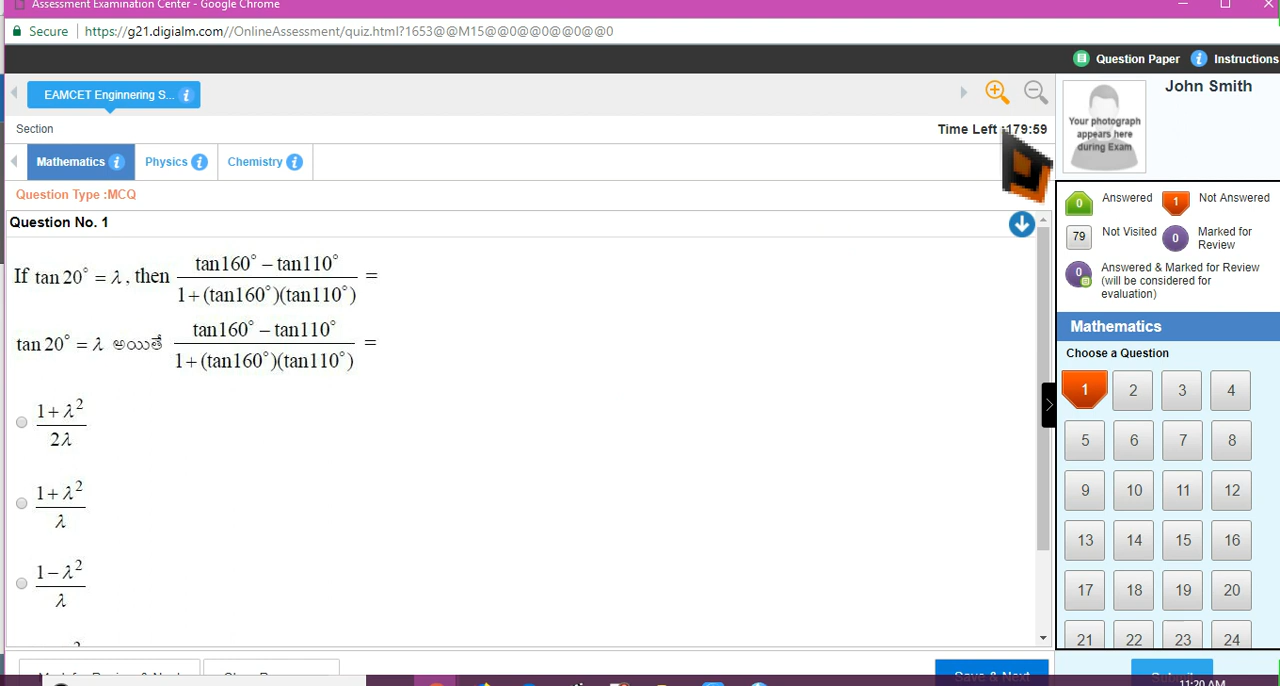 Assessment Examination Center - Google Chrome
Secure https://g21.digialm.com//OnlineAssessment/quiz.html?1653@@M15@@0@@0@@0@@0
Question Paper i Instructions
EAMCET Enginnering S... i
John Smith
Your photograph
appears here
during Exam
Section
Time Left :179:59
Mathematics i Physics i Chemistry i
Question Type :MCQ
Question No. 1
If tan 20° = λ, then (tan160° − tan110°) / (1 + (tan160°)(tan110°)) =
tan 20° = λ అయితే (tan160° − tan110°) / (1 + (tan160°)(tan110°)) =
(1 + λ²) / 2λ
(1 + λ²) / λ
(1 − λ²) / λ
2
0 Answered 1 Not Answered
79 Not Visited 0 Marked for
Review
0 Answered & Marked for Review
(will be considered for
evaluation)
Mathematics
Choose a Question
1 2 3 4
5 6 7 8
9 10 11 12
13 14 15 16
17 18 19 20
21 22 23 24
Save & Next
Submit
11:20 AM